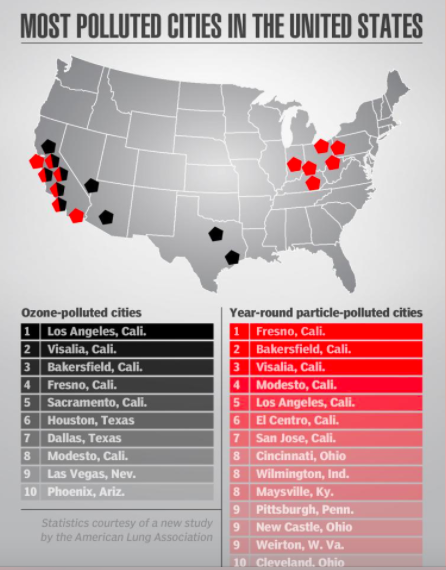 MOST POLLUTED CITIES IN THE UNITED STATES
Ozone-polluted cities
1 Los Angeles, Cali.
2 Visalia, Cali.
3 Bakersfield, Cali.
4 Fresno, Cali.
5 Sacramento, Cali.
6 Houston, Texas
7 Dallas, Texas
8 Modesto, Cali.
9 Las Vegas, Nev.
10 Phoenix, Ariz.
Statistics courtesy of a new study
by the American Lung Association
Year-round particle-polluted cities
1 Fresno, Cali.
2 Bakersfield, Cali.
3 Visalia, Cali.
4 Modesto, Cali.
5 Los Angeles, Cali.
6 El Centro, Cali.
7 San Jose, Cali.
8 Cincinnati, Ohio
8 Wilmington, Ind.
8 Maysville, Ky.
9 Pittsburgh, Penn.
9 New Castle, Ohio
9 Weirton, W. Va.
10 Cleveland, Ohio